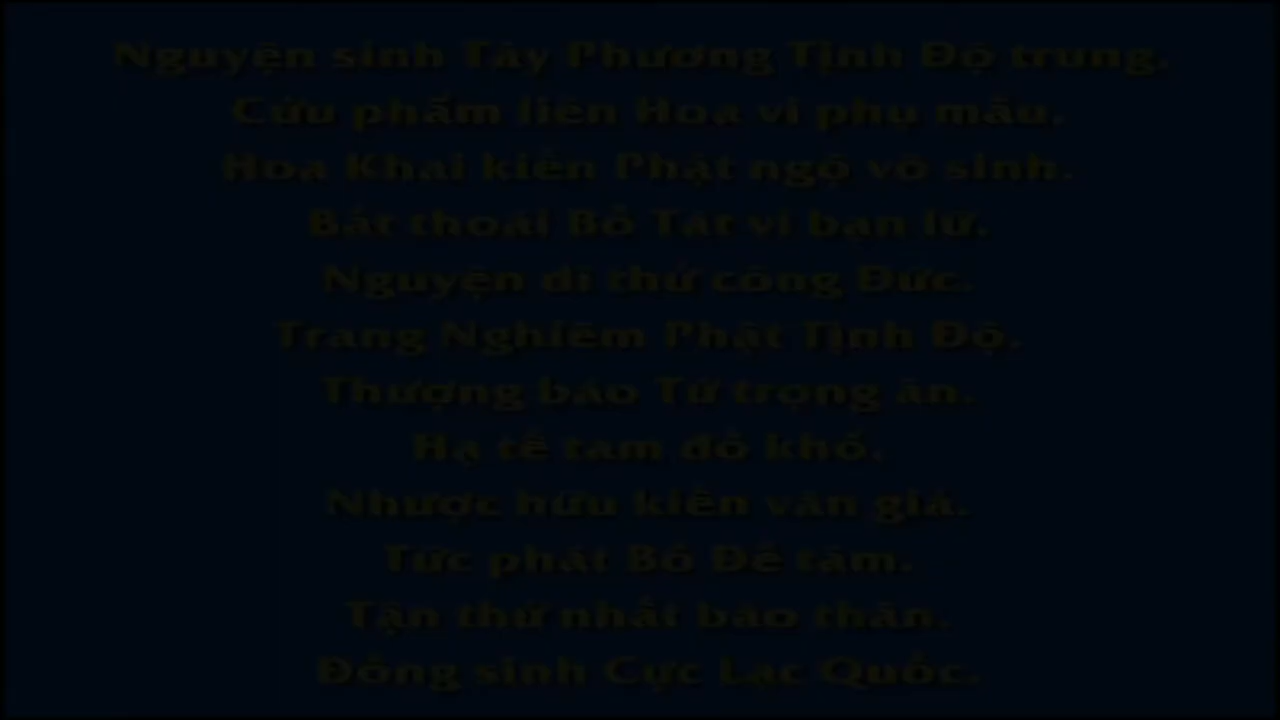 Nguyện sinh Tây Phương Tịnh Độ trung.
Cửu phẩm liên Hoa vi phụ mẫu.
Hoa Khai kiến Phật ngộ vô sinh.
Bất thoái Bồ Tát vi bạn lữ.
Nguyện dĩ thử công Đức.
Trang Nghiêm Phật Tịnh Độ.
Thượng báo Tứ trọng ân.
Hạ tế tam đồ khổ.
Nhược hữu kiến văn giả.
Tức phát Bồ Đề tâm.
Tận thử nhất báo thân.
Đồng sinh Cực Lạc Quốc.